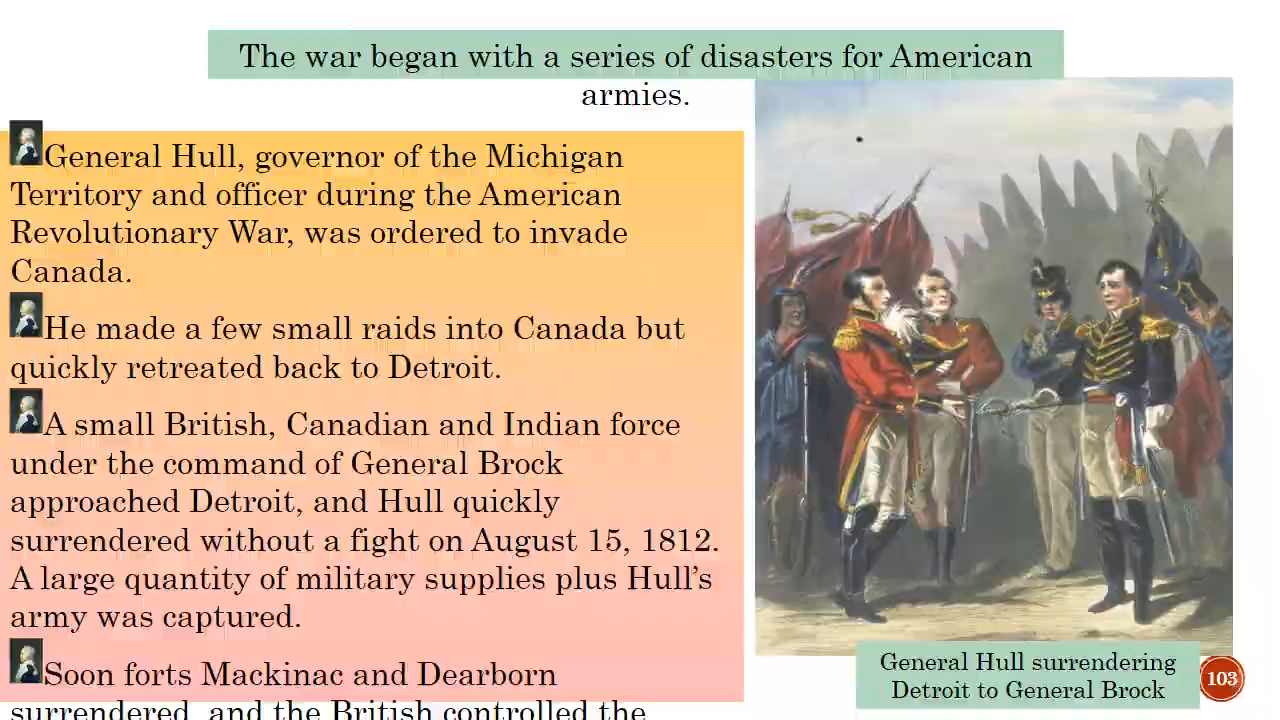 The war began with a series of disasters for American
armies.
General Hull, governor of the Michigan
Territory and officer during the American
Revolutionary War, was ordered to invade
Canada.
He made a few small raids into Canada but
quickly retreated back to Detroit.
A small British, Canadian and Indian force
under the command of General Brock
approached Detroit, and Hull quickly
surrendered without a fight on August 15, 1812.
A large quantity of military supplies plus Hull’s
army was captured.
Soon forts Mackinac and Dearborn
surrendered, and the British controlled the
General Hull surrendering
Detroit to General Brock
103